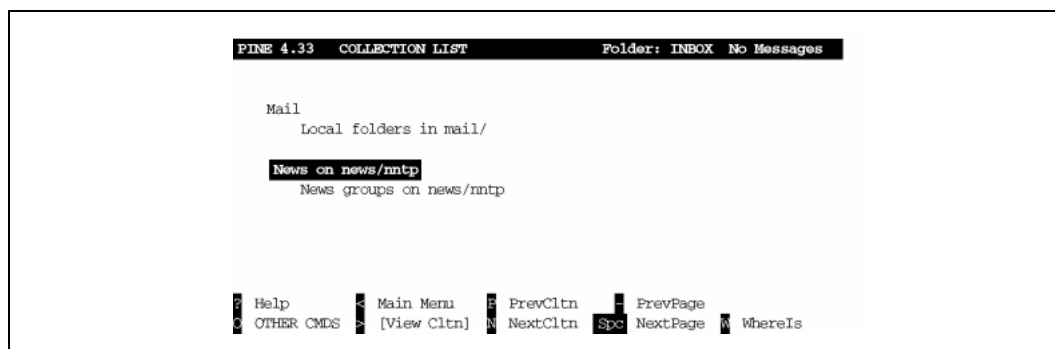 PINE 4.33 COLLECTION LIST Folder: INBOX No Messages
Mail
Local folders in mail/
News on news/nntp
News groups on news/nntp
? Help < Main Menu P PrevCltn - PrevPage
O OTHER CMDS > [View Cltn] N NextCltn Spc NextPage W WhereIs